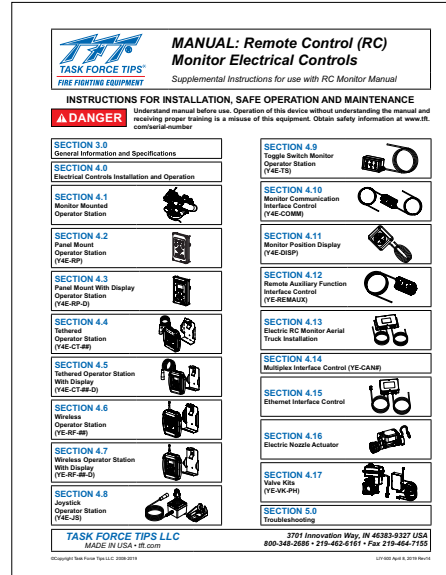 TFT
TASK FORCE TIPS®
FIRE FIGHTING EQUIPMENT
MANUAL: Remote Control (RC)
Monitor Electrical Controls
Supplemental Instructions for use with RC Monitor Manual
INSTRUCTIONS FOR INSTALLATION, SAFE OPERATION AND MAINTENANCE
DANGER
Understand manual before use. Operation of this device without understanding the manual and
receiving proper training is a misuse of this equipment. Obtain safety information at www.tft.
com/serial-number
SECTION 3.0
General Information and Specifications
SECTION 4.0
Electrical Controls Installation and Operation
SECTION 4.1
Monitor Mounted
Operator Station
SECTION 4.2
Panel Mount
Operator Station
(Y4E-RP)
SECTION 4.3
Panel Mount With Display
Operator Station
(Y4E-RP-D)
SECTION 4.4
Tethered
Operator Station
(Y4E-CT-##)
SECTION 4.5
Tethered Operator Station
With Display
(Y4E-CT-##-D)
SECTION 4.6
Wireless
Operator Station
(YE-RF-##)
SECTION 4.7
Wireless Operator Station
With Display
(YE-RF-##-D)
SECTION 4.8
Joystick
Operator Station
(Y4E-JS)
SECTION 4.9
Toggle Switch Monitor
Operator Station
(Y4E-TS)
SECTION 4.10
Monitor Communication
Interface Control
(Y4E-COMM)
SECTION 4.11
Monitor Position Display
(Y4E-DISP)
SECTION 4.12
Remote Auxiliary Function
Interface Control
(YE-REMAUX)
SECTION 4.13
Electric RC Monitor Aerial
Truck Installation
SECTION 4.14
Multiplex Interface Control (YE-CAN#)
SECTION 4.15
Ethernet Interface Control
SECTION 4.16
Electric Nozzle Actuator
SECTION 4.17
Valve Kits
(YE-VK-PH)
SECTION 5.0
Troubleshooting
TASK FORCE TIPS LLC
MADE IN USA • tft.com
3701 Innovation Way, IN 46383-9327 USA
800-348-2686 • 219-462-6161 • Fax 219-464-7155
©Copyright Task Force Tips LLC 2008-2019
LIY-500 April 8, 2019 Rev14